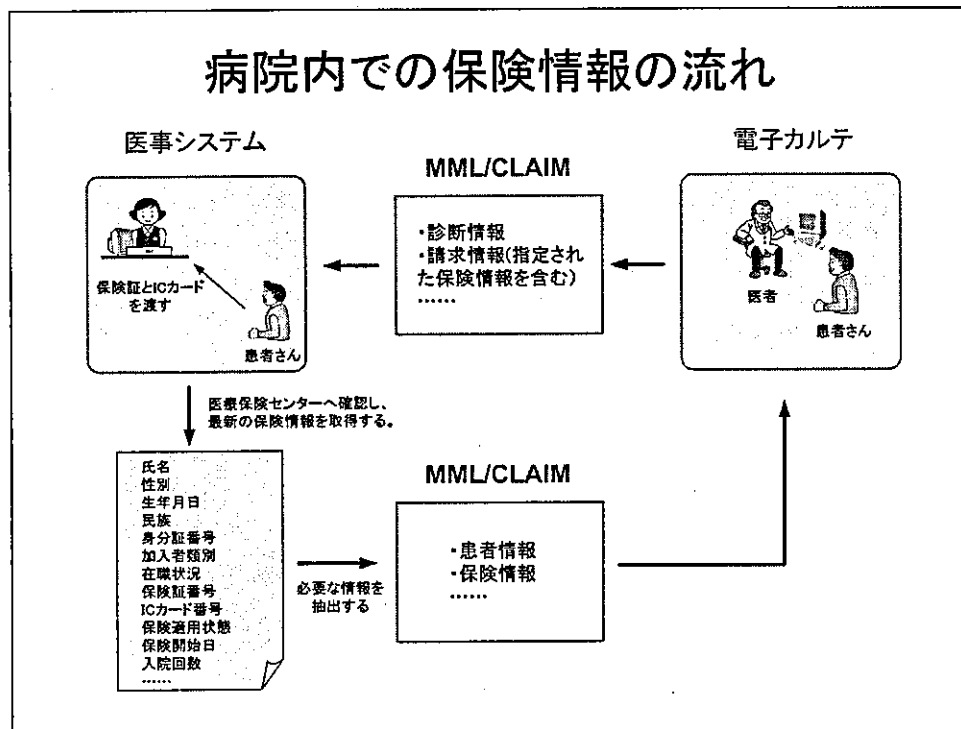 病院内での保険情報の流れ
医事システム
電子カルテ
MML/CLAIM
・診断情報
・請求情報(指定され
た保険情報を含む)
……
保険証とICカード
を渡す
患者さん
医者
患者さん
医療保険センターへ確認し、
最新の保険情報を取得する。
氏名
性別
生年月日
民族
身分証番号
加入者類別
在職状況
保険証番号
ICカード番号
保険適用状態
保険開始日
入院回数
……
必要な情報を
抽出する
MML/CLAIM
・患者情報
・保険情報
……